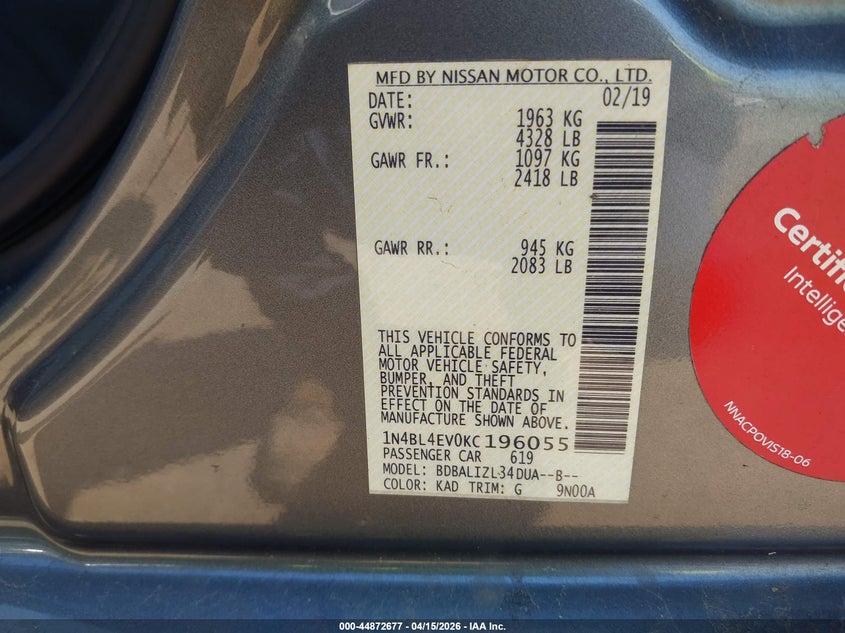 MFD BY NISSAN MOTOR CO., LTD.
DATE: 02/19
GVWR: 1963 KG
4328 LB
GAWR FR.: 1097 KG
2418 LB
GAWR RR.: 945 KG
2083 LB
THIS VEHICLE CONFORMS TO
ALL APPLICABLE FEDERAL
MOTOR VEHICLE SAFETY,
BUMPER, AND THEFT
PREVENTION STANDARDS IN
EFFECT ON THE DATE OF
MANUFACTURE SHOWN ABOVE.
1N4BL4EV0KC196055
PASSENGER CAR 619
MODEL: BDBALIZL34DUA--B--
COLOR: KAD TRIM: G 9N00A
NNACPOVIS18-06
000-44872677 - 04/15/2026 - IAA Inc.